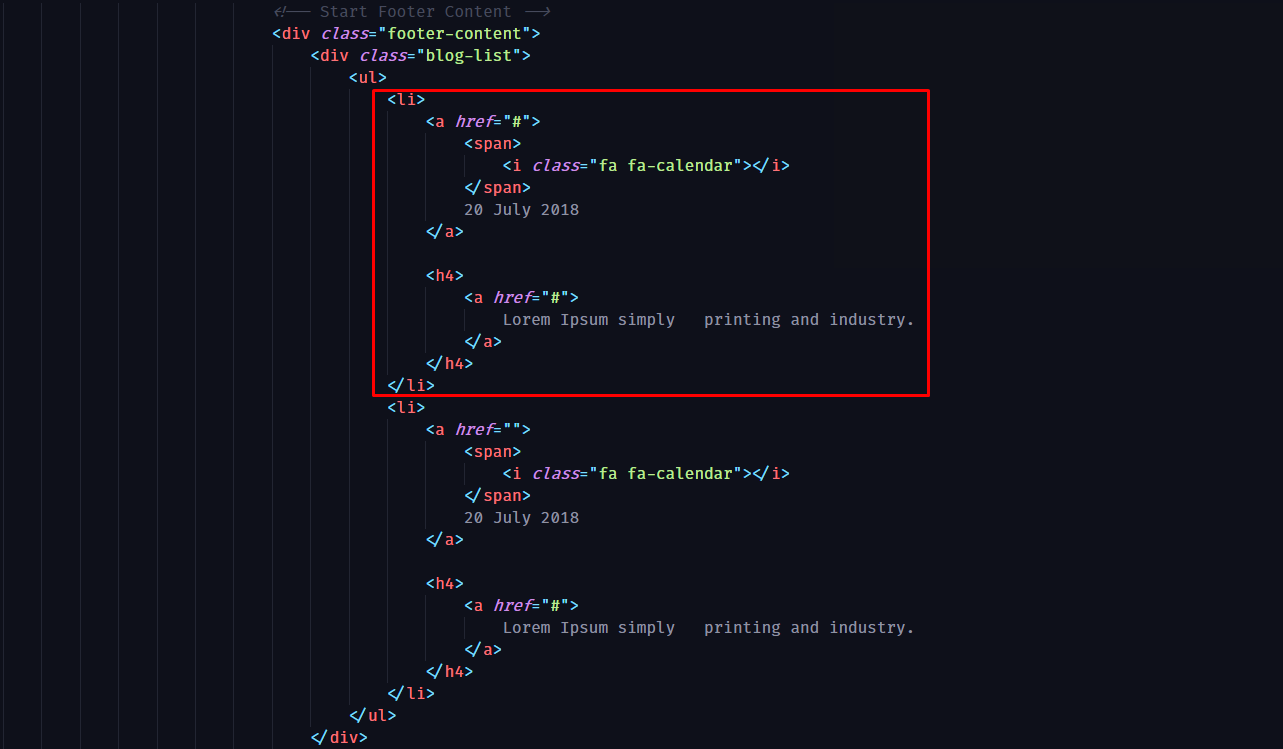 <!-- Start Footer Content -->
<div class="footer-content">
<div class="blog-list">
<ul>
<li>
<a href="#">
<span>
<i class="fa fa-calendar"></i>
</span>
20 July 2018
</a>
<h4>
<a href="#">
Lorem Ipsum simply   printing and industry.
</a>
</h4>
</li>
<li>
<a href="">
<span>
<i class="fa fa-calendar"></i>
</span>
20 July 2018
</a>
<h4>
<a href="#">
Lorem Ipsum simply   printing and industry.
</a>
</h4>
</li>
</ul>
</div>